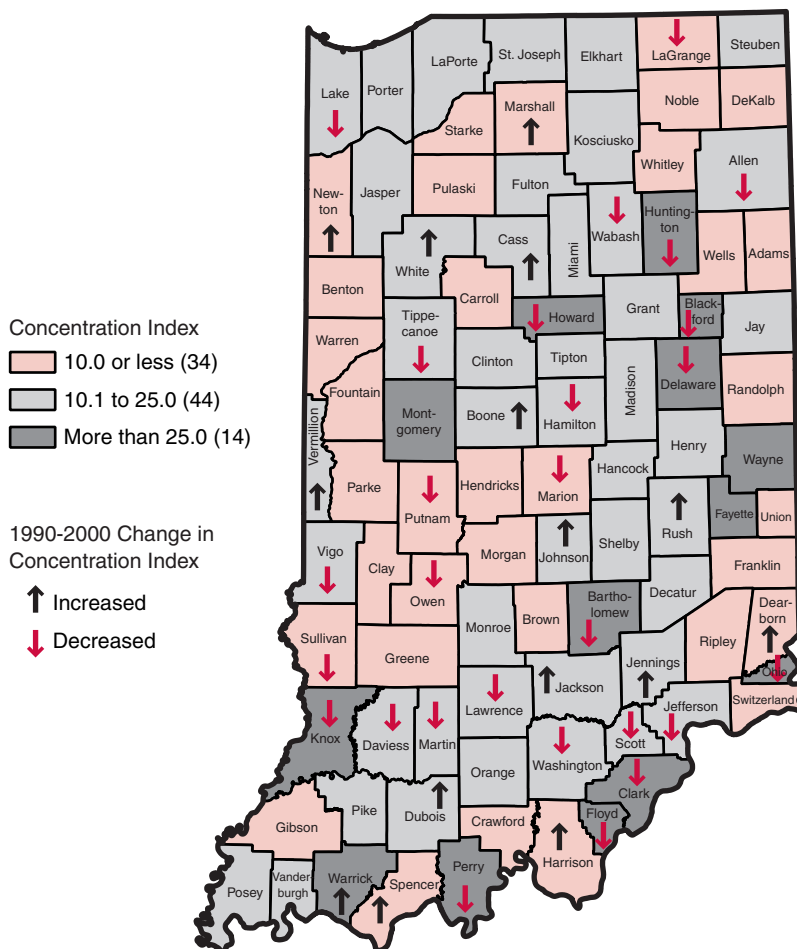 St. Joseph
LaPorte
Elkhart
Steuben
LaGrange
Lake
Porter
Noble
DeKalb
Marshall
Starke
Kosciusko
Whitley
Allen
New-
ton
Jasper
Pulaski
Fulton
Hunting-
ton
Wabash
Cass
Miami
White
Wells
Adams
Benton
Carroll
Grant
Black-
ford
Howard
Tippe-
canoe
Jay
Concentration Index
10.0 or less (34)
10.1 to 25.0 (44)
More than 25.0 (14)
Warren
Clinton
Tipton
Madison
Delaware
Randolph
Fountain
Mont-
gomery
Boone
Hamilton
Vermillion
Henry
Wayne
Hancock
Parke
Hendricks
Marion
Putnam
Fayette
Union
1990-2000 Change in
Concentration Index
Increased
Decreased
Rush
Johnson
Shelby
Vigo
Clay
Morgan
Franklin
Owen
Decatur
Bartho-
lomew
Dear-
born
Brown
Monroe
Sullivan
Ripley
Greene
Jennings
Ohio
Jackson
Switzerland
Lawrence
Jefferson
Knox
Daviess
Martin
Scott
Washington
Orange
Clark
Pike
Dubois
Floyd
Gibson
Crawford
Harrison
Perry
Vander-
burgh
Warrick
Spencer
Posey